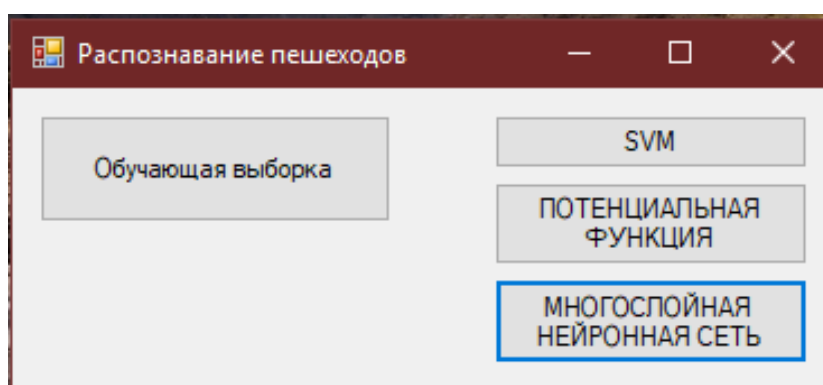 Распознавание пешеходов
Обучающая выборка
SVM
ПОТЕНЦИАЛЬНАЯ
ФУНКЦИЯ
МНОГОСЛОЙНАЯ
НЕЙРОННАЯ СЕТЬ